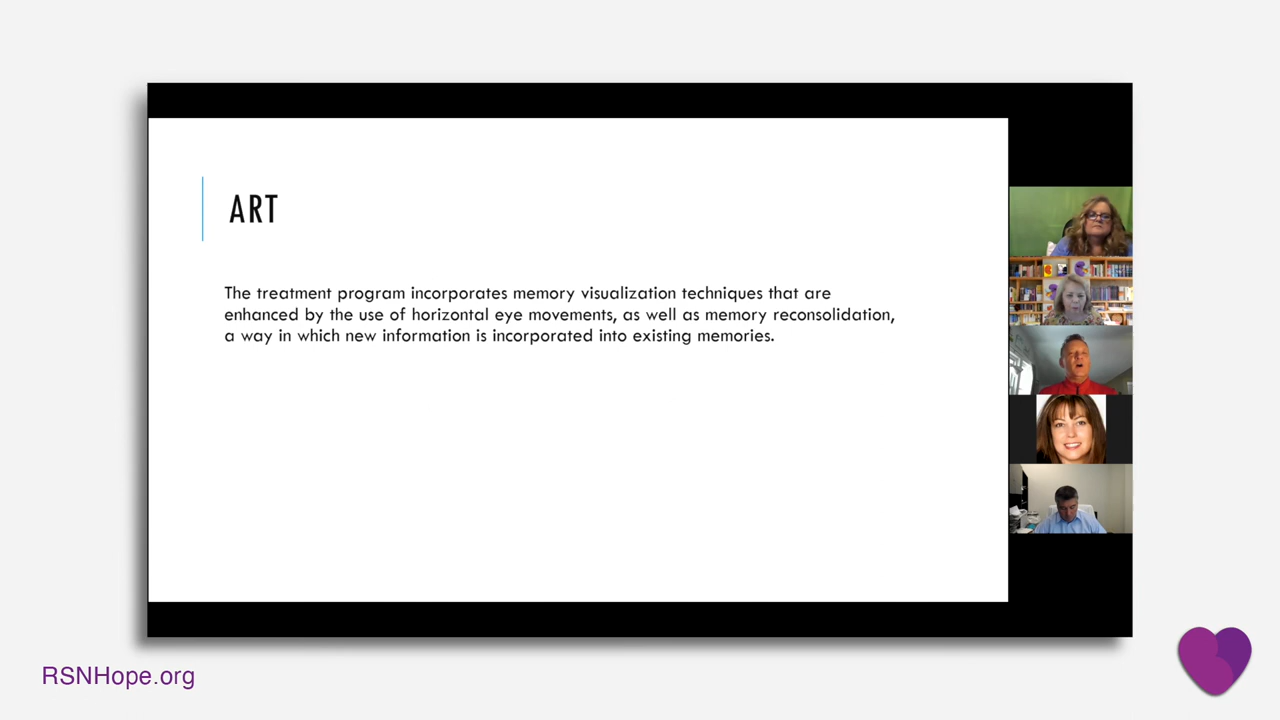 ART
The treatment program incorporates memory visualization techniques that are
enhanced by the use of horizontal eye movements, as well as memory reconsolidation,
a way in which new information is incorporated into existing memories.
RSNHope.org